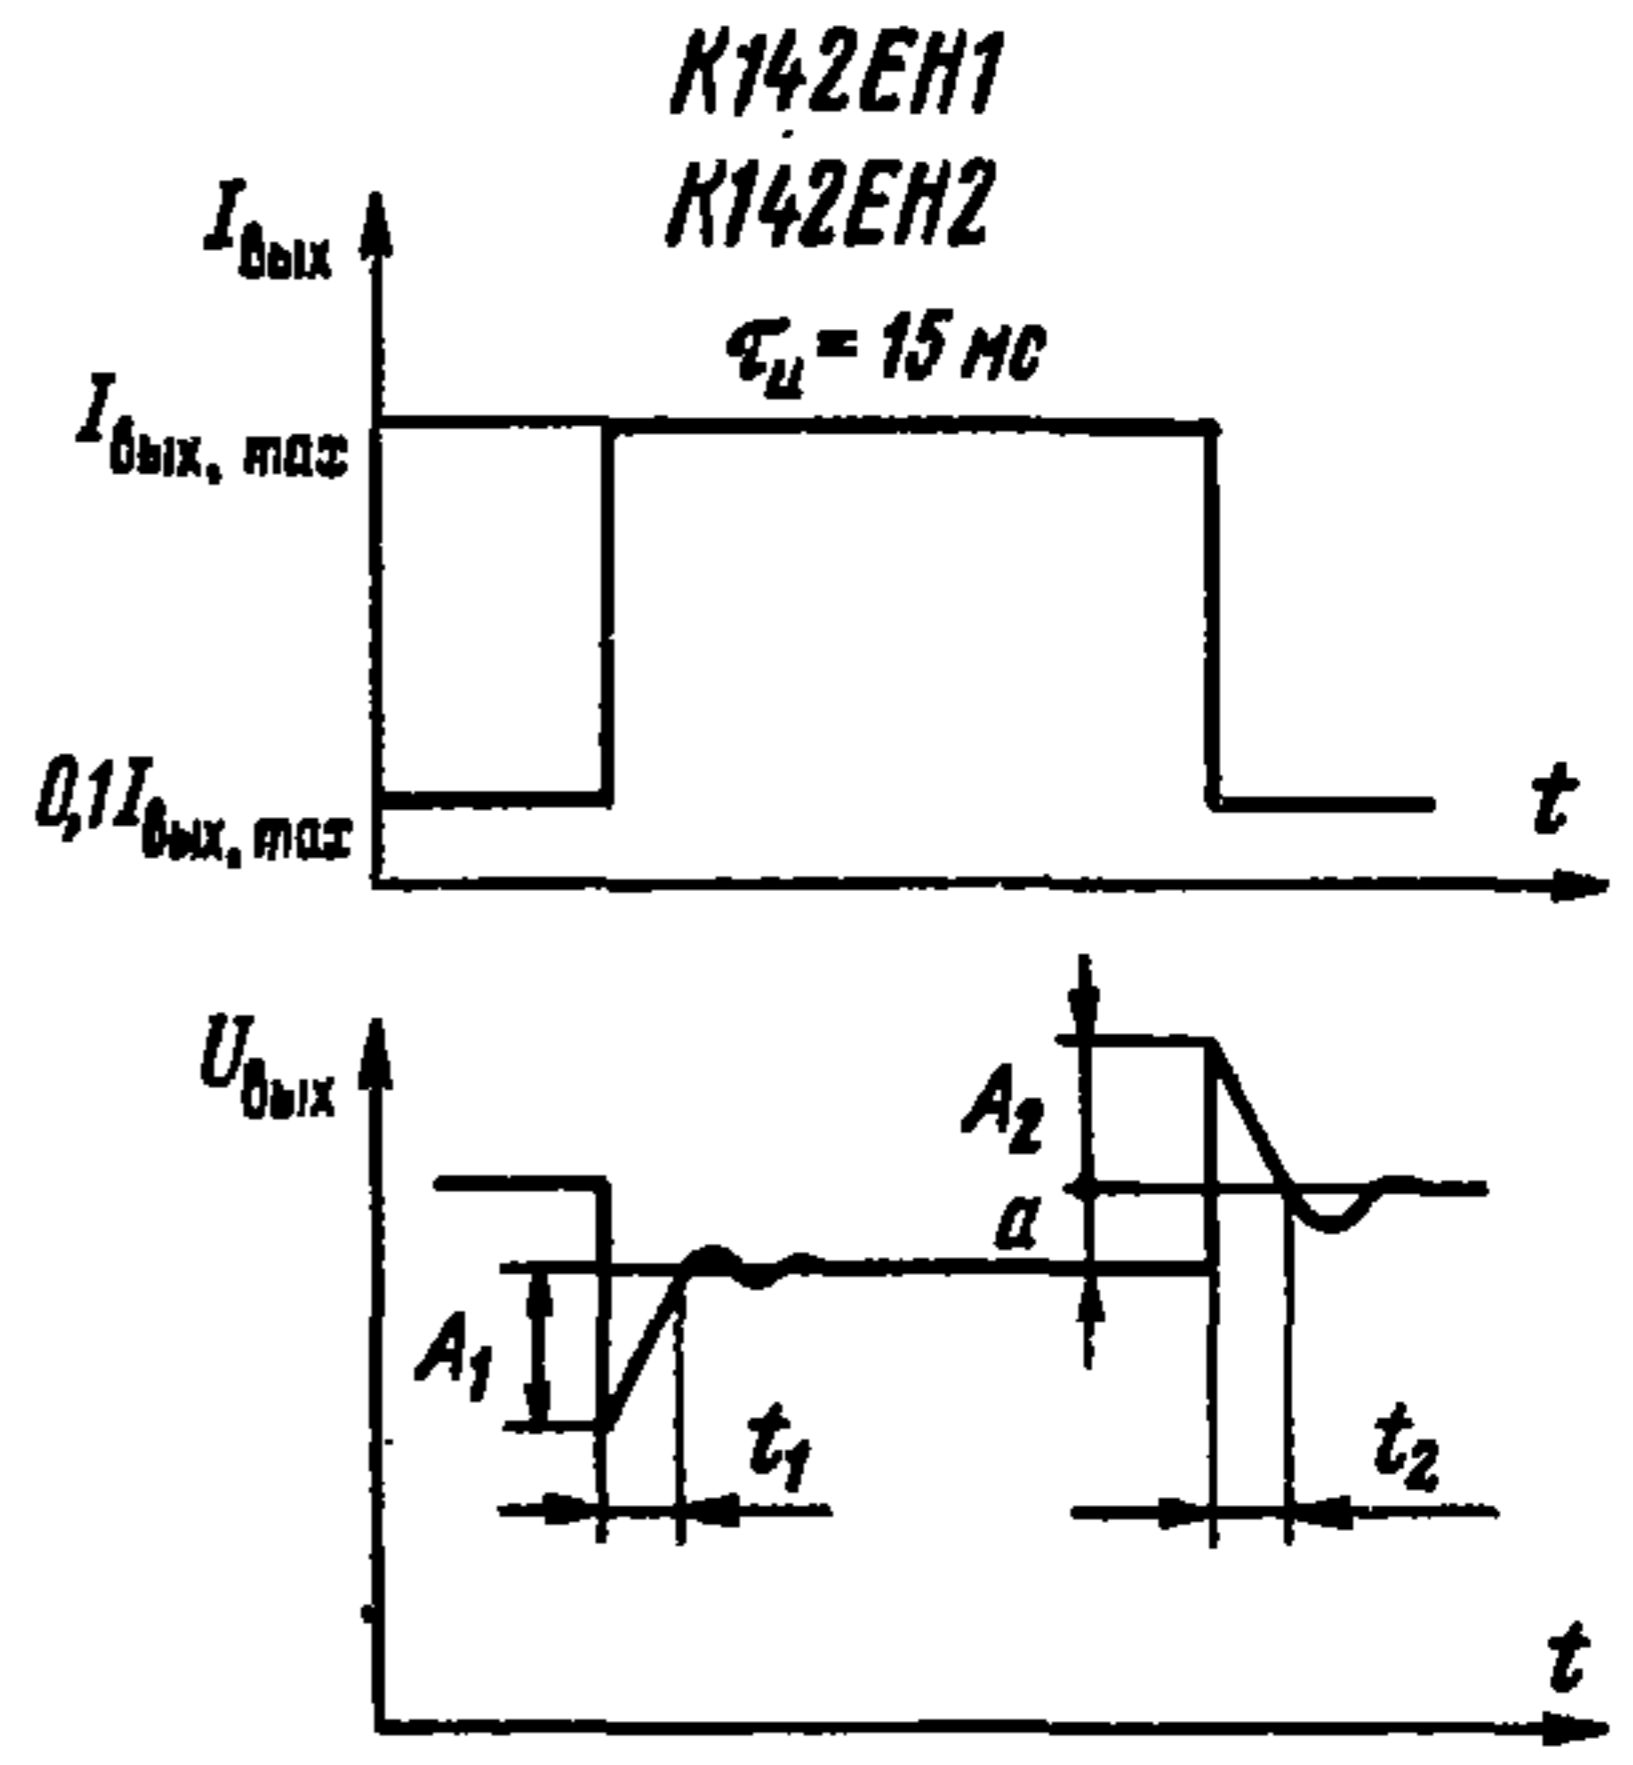 К142ЕН1
К142ЕН2
Iвых
τи = 15 мс
Iвых, max
0,1Iвых, max
t
Uвых
A2
a
A1
t1
t2
t